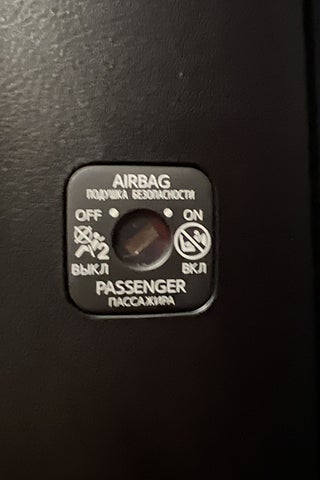 AIRBAG
ПОДУШКА БЕЗОПАСНОСТИ
OFF ON
2
ВЫКЛ ВКЛ
PASSENGER
ПАССАЖИРА